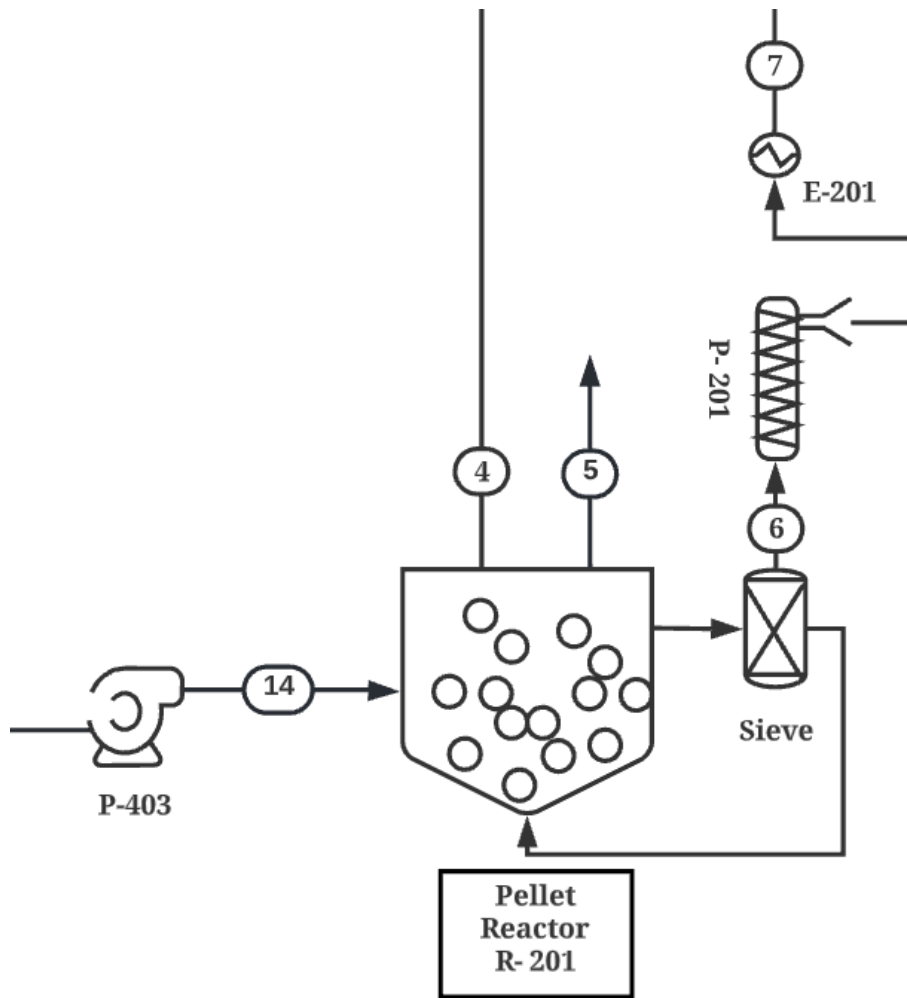 7
E-201
P- 201
4
5
6
14
Sieve
P-403
Pellet
Reactor
R- 201